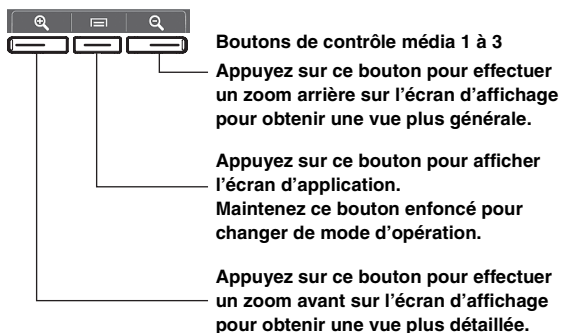 Boutons de contrôle média 1 à 3
Appuyez sur ce bouton pour effectuer
un zoom arrière sur l’écran d’affichage
pour obtenir une vue plus générale.
Appuyez sur ce bouton pour afficher
l’écran d’application.
Maintenez ce bouton enfoncé pour
changer de mode d’opération.
Appuyez sur ce bouton pour effectuer
un zoom avant sur l’écran d’affichage
pour obtenir une vue plus détaillée.